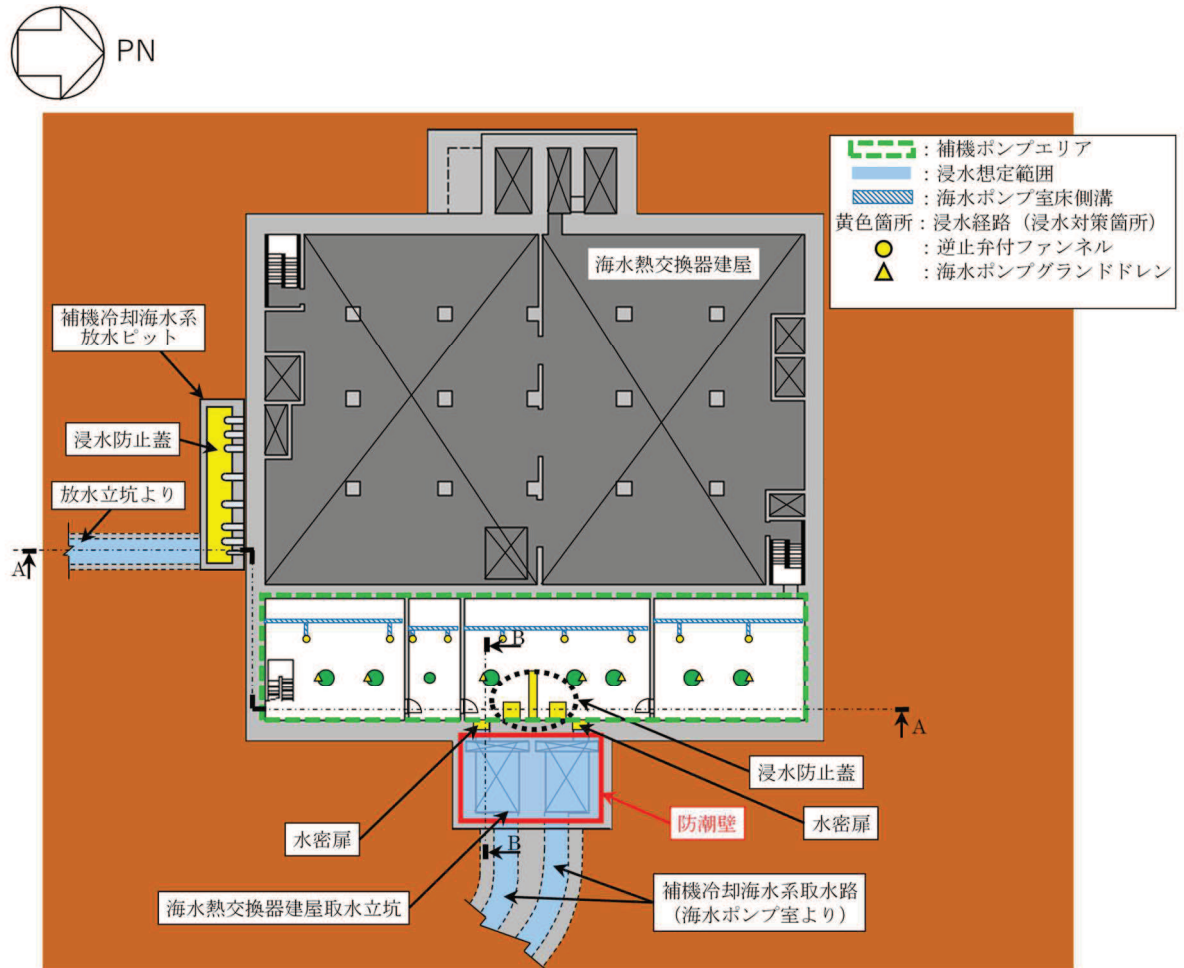 PN
：補機ポンプエリア
：浸水想定範囲
：海水ポンプ室床側溝
黄色箇所：浸水経路（浸水対策箇所）
：逆止弁付ファンネル
：海水ポンプグランドドレン
海水熱交換器建屋
補機冷却海水系
放水ピット
浸水防止蓋
放水立坑より
A
B
A
浸水防止蓋
水密扉
防潮壁
水密扉
B
海水熱交換器建屋取水立坑
補機冷却海水系取水路
（海水ポンプ室より）